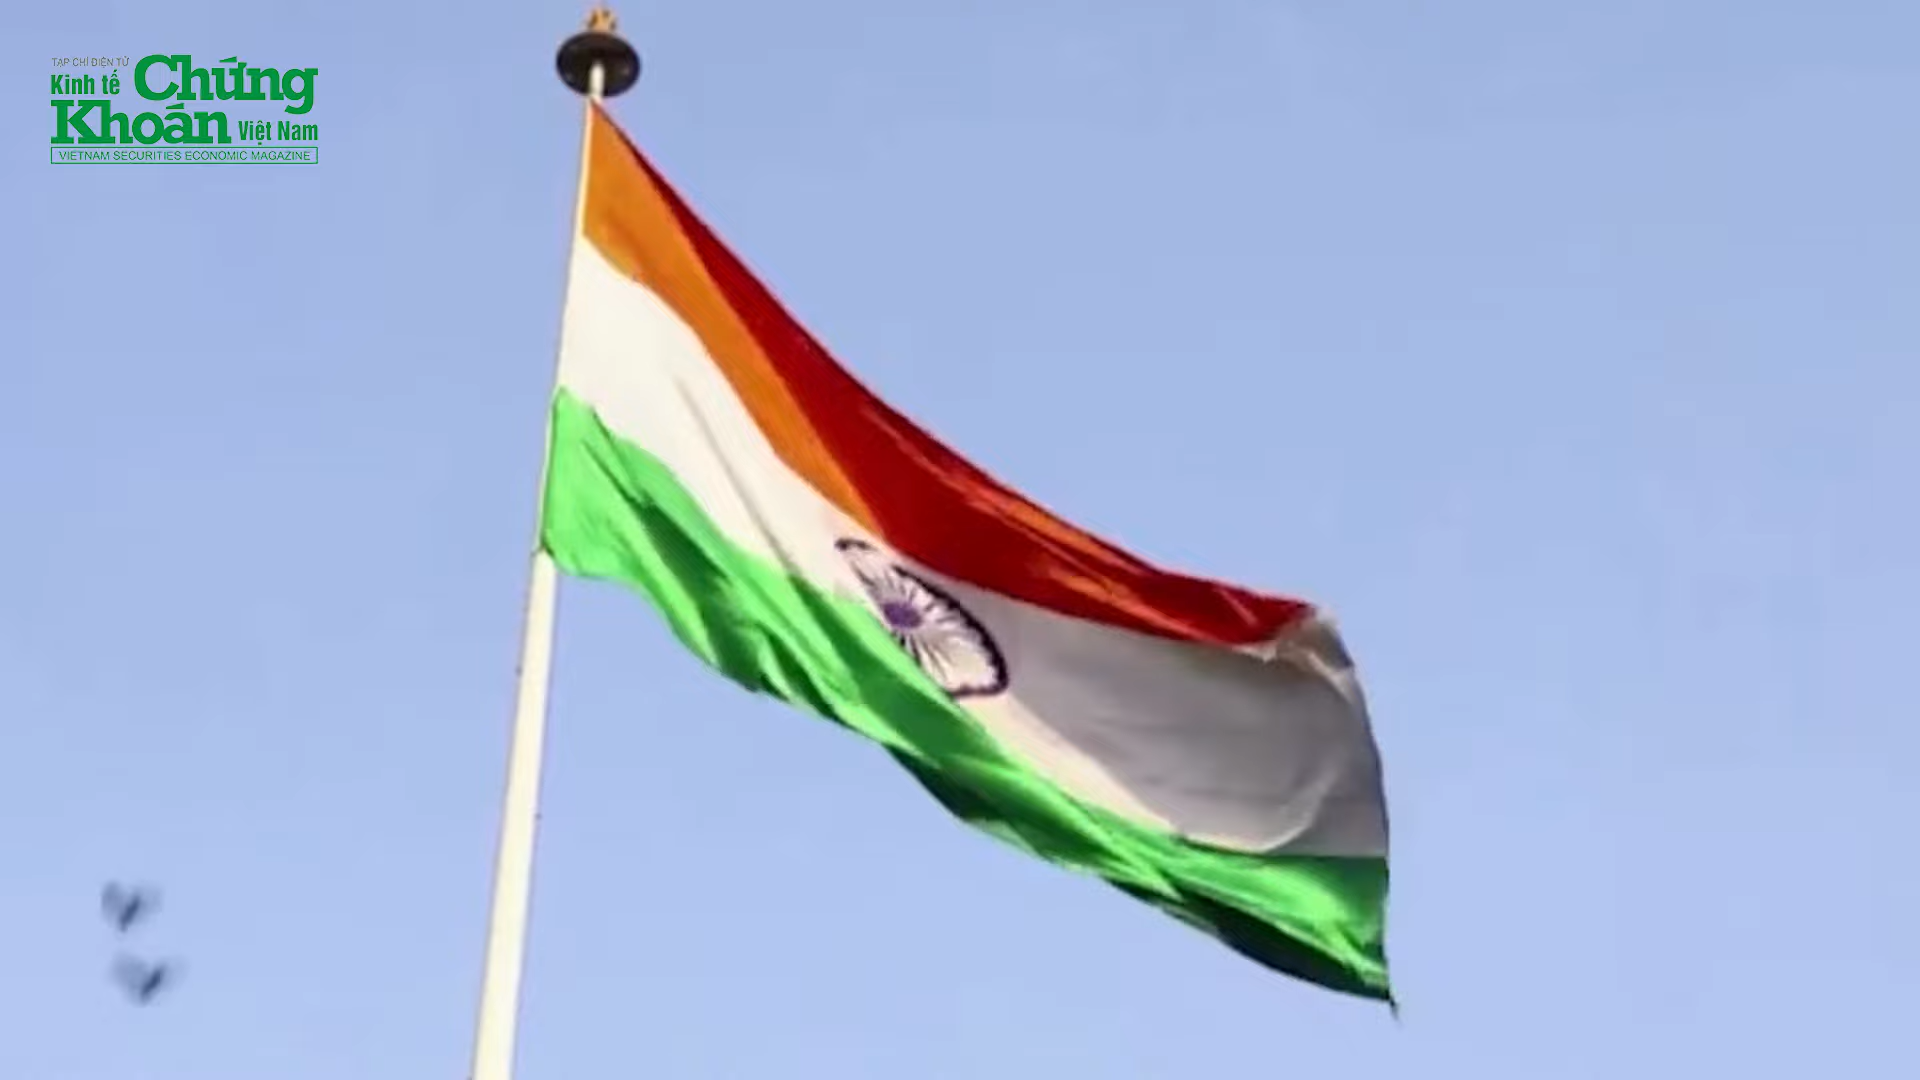 TẠP CHÍ ĐIỆN TỬ
Kinh tế Chứng
Khoán Việt Nam
VIETNAM SECURITIES ECONOMIC MAGAZINE